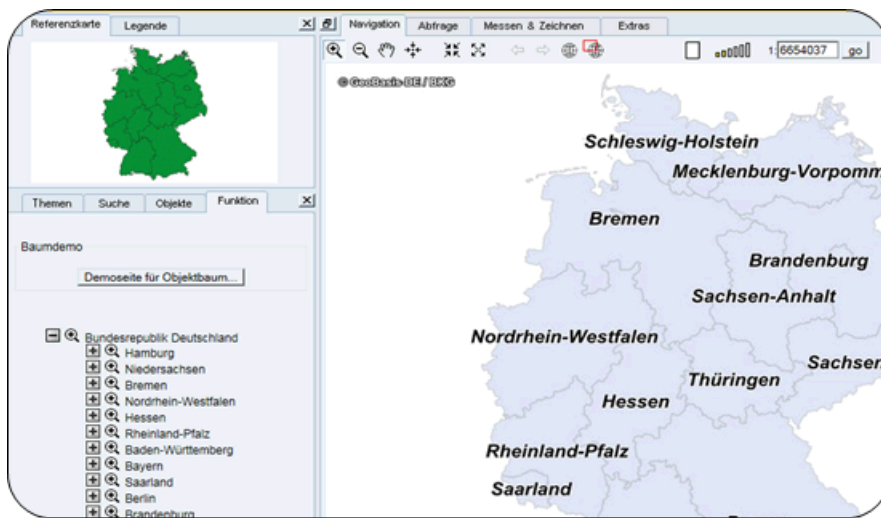 Referenzkarte Legende
Navigation Abfrage Messen & Zeichnen Extras
1: 6654037 go
© GeoBasis-DE / BKG
Schleswig-Holstein
Mecklenburg-Vorpomm
Themen Suche Objekte Funktion
Bremen
Baumdemo
Brandenburg
Demoseite für Objektbaum...
Sachsen-Anhalt
Nordrhein-Westfalen
Bundesrepublik Deutschland
Hamburg
Niedersachsen
Bremen
Nordrhein-Westfalen
Hessen
Rheinland-Pfalz
Baden-Württemberg
Bayern
Saarland
Berlin
Brandenburg
Sachsen
Thüringen
Hessen
Rheinland-Pfalz
Saarland